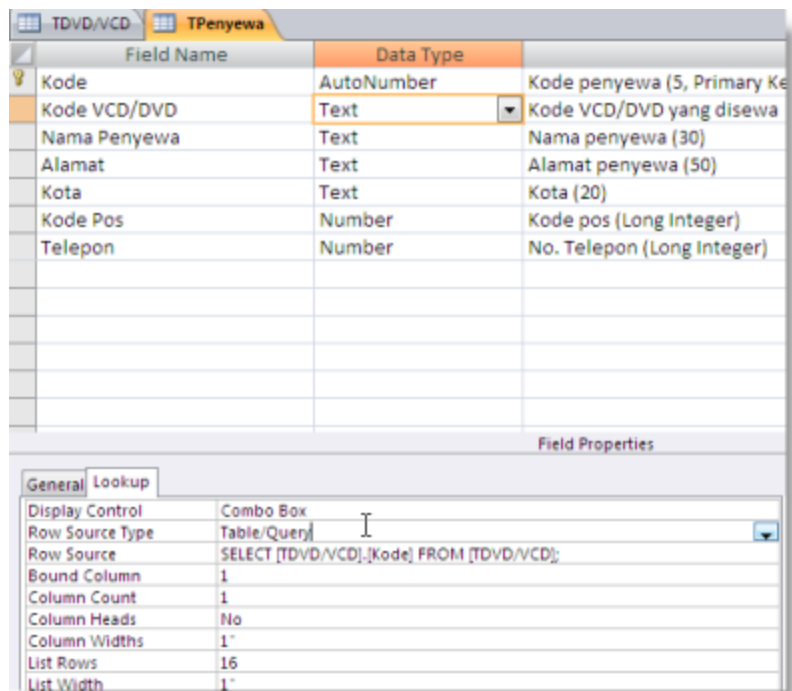 TDVD/VCD TPenyewa
Field Name Data Type
Kode AutoNumber Kode penyewa (5, Primary Ke
Kode VCD/DVD Text Kode VCD/DVD yang disewa
Nama Penyewa Text Nama penyewa (30)
Alamat Text Alamat penyewa (50)
Kota Text Kota (20)
Kode Pos Number Kode pos (Long Integer)
Telepon Number No. Telepon (Long Integer)
Field Properties
General Lookup
Display Control Combo Box
Row Source Type Table/Query
Row Source SELECT [TDVD/VCD].[Kode] FROM [TDVD/VCD];
Bound Column 1
Column Count 1
Column Heads No
Column Widths 1"
List Rows 16
List Width 1"